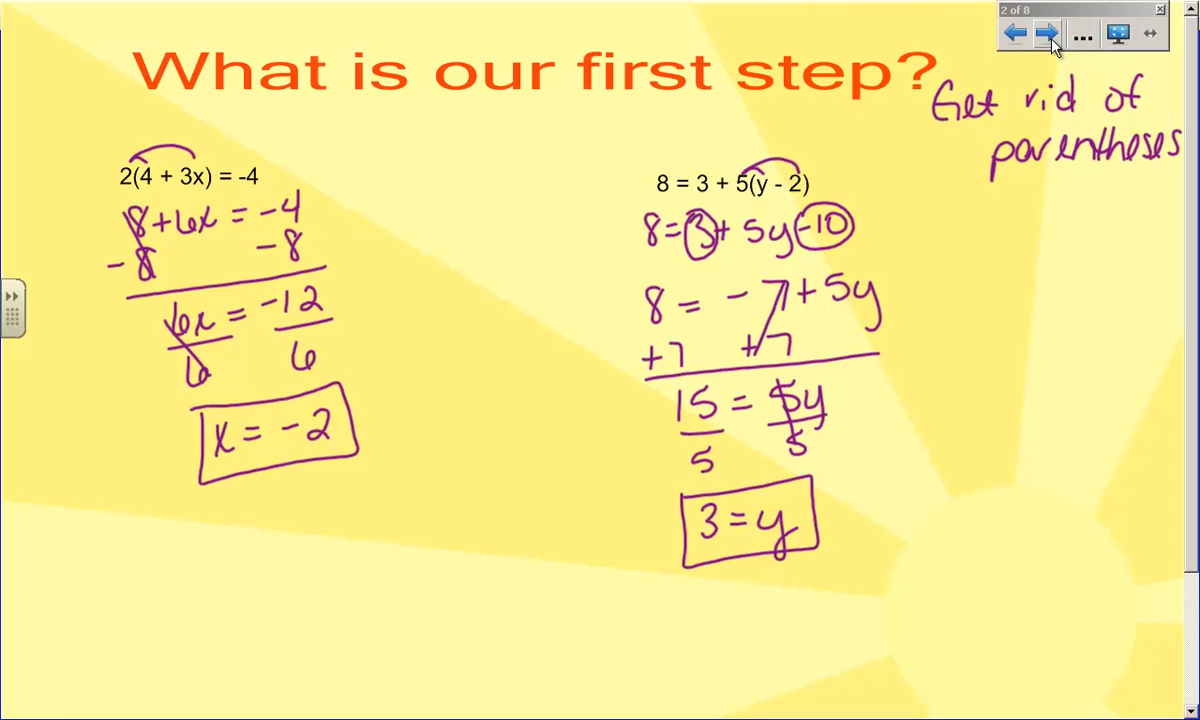 2 of 8
What is our first step?
Get rid of
parentheses
2(4 + 3x) = -4
8+6x = -4
-8 -8
6x = -12
6 6
x = -2
8 = 3 + 5(y - 2)
8=3+ 5y-10
8 = -7+5y
+7 +7
15 = 5y
5 5
3=y